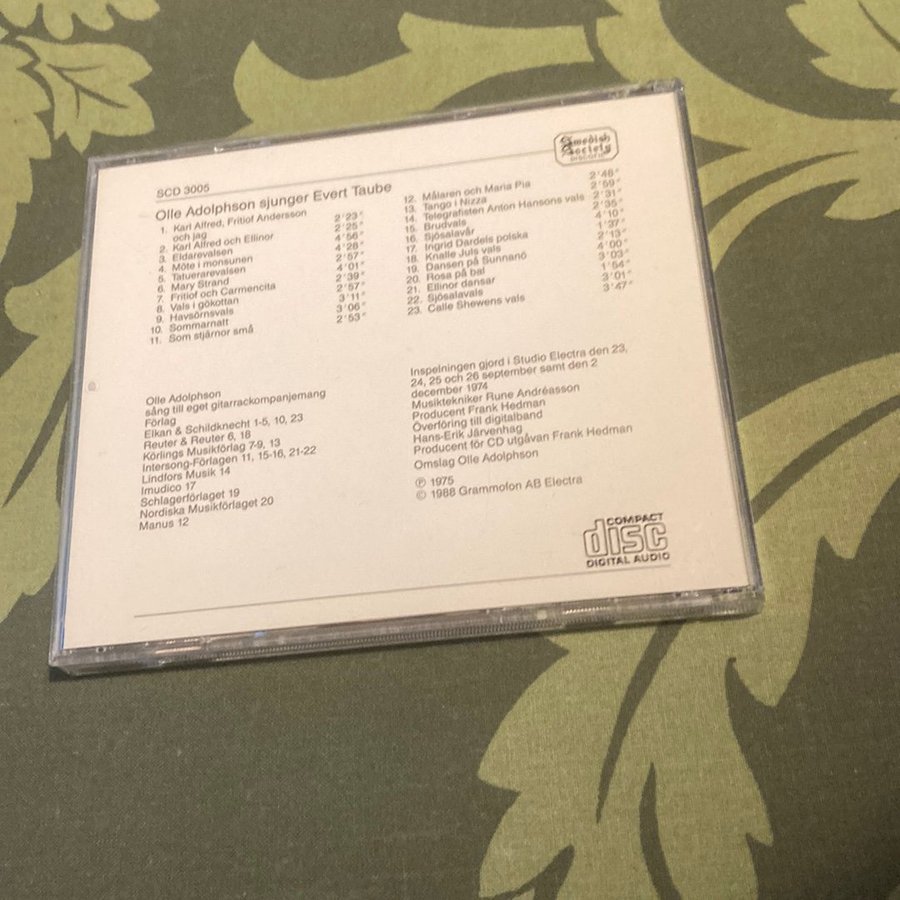 Swedish
Society
DISCOFIL
SCD 3005
Olle Adolphson sjunger Evert Taube
1. Karl Alfred, Fritiof Andersson
och jag 2'23"
2. Karl Alfred och Ellinor 2'25"
3. Eldarevalsen 4'56"
4. Möte i monsunen 4'28"
5. Tatuerarevalsen 2'57"
6. Mary Strand 4'01"
7. Fritiof och Carmencita 2'39"
8. Vals i gökottan 2'57"
9. Havsörnsvals 3'11"
10. Sommarnatt 3'06"
11. Som stjärnor små 2'53"
12. Målaren och Maria Pia 2'48"
13. Tango i Nizza 2'59"
14. Telegrafisten Anton Hansons vals 2'31"
15. Brudvals 2'35"
16. Sjösalavår 4'10"
17. Ingrid Dardels polska 1'37"
18. Knalle Juls vals 2'13"
19. Dansen på Sunnanö 4'00"
20. Rosa på bal 3'03"
21. Ellinor dansar 1'54"
22. Sjösalavals 3'01"
23. Calle Shewens vals 3'47"
Olle Adolphson
sång till eget gitarrackompanjemang
Förlag
Elkan & Schildknecht 1-5, 10, 23
Reuter & Reuter 6, 18
Körlings Musikförlag 7-9, 13
Intersong-Förlagen 11, 15-16, 21-22
Lindfors Musik 14
Imudico 17
Schlagerförlaget 19
Nordiska Musikförlaget 20
Manus 12
Inspelningen gjord i Studio Electra den 23,
24, 25 och 26 september samt den 2
december 1974
Musiktekniker Rune Andréasson
Producent Frank Hedman
Överföring till digitalband
Hans-Erik Järvenhag
Producent för CD utgåvan Frank Hedman
Omslag Olle Adolphson
℗ 1975
© 1988 Grammofon AB Electra
COMPACT
disc
DIGITAL AUDIO